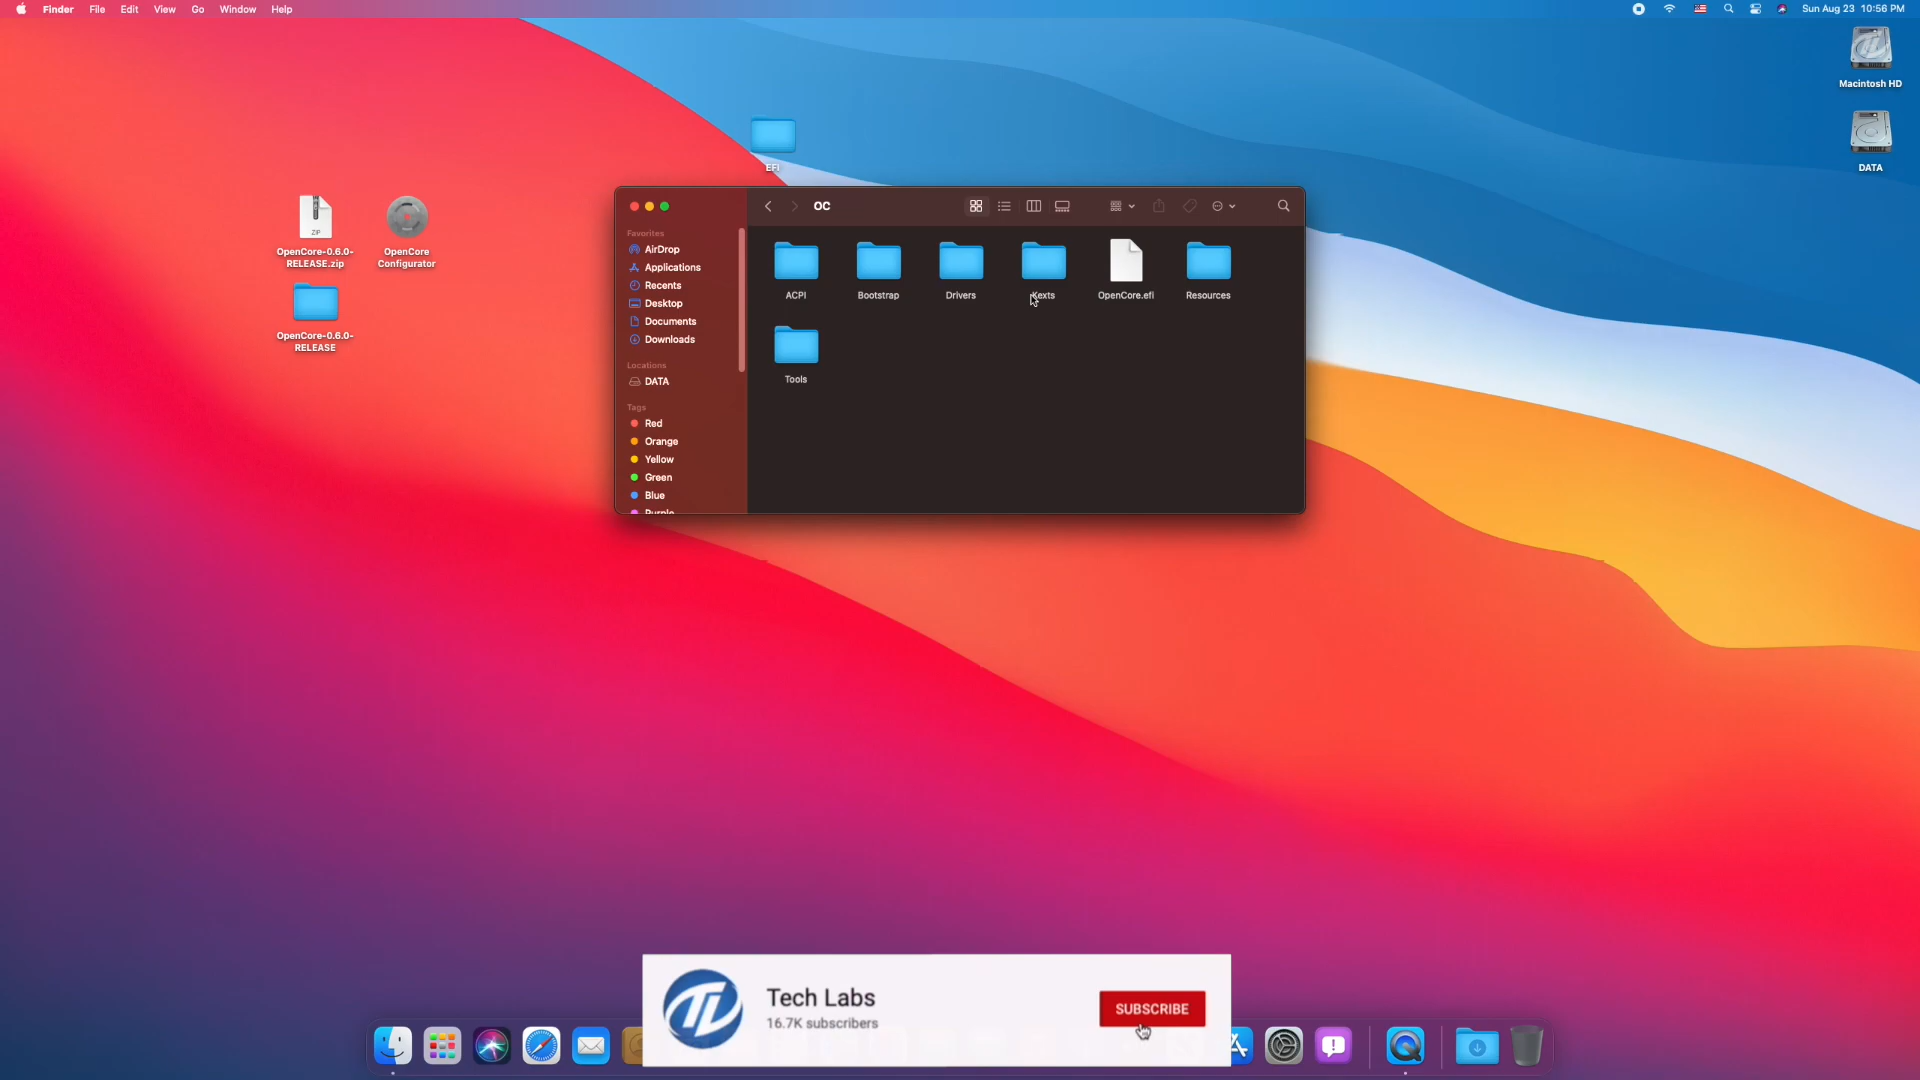 Finder File Edit View Go Window Help
Sun Aug 23 10:56 PM
Macintosh HD
DATA
EFI
ZIP
OpenCore-0.6.0-
RELEASE.zip
OpenCore
Configurator
OpenCore-0.6.0-
RELEASE
OC
Favorites
AirDrop
Applications
Recents
Desktop
Documents
Downloads
Locations
DATA
Tags
Red
Orange
Yellow
Green
Blue
Purple
ACPI
Bootstrap
Drivers
Kexts
OpenCore.efi
Resources
Tools
Tech Labs
16.7K subscribers
SUBSCRIBE